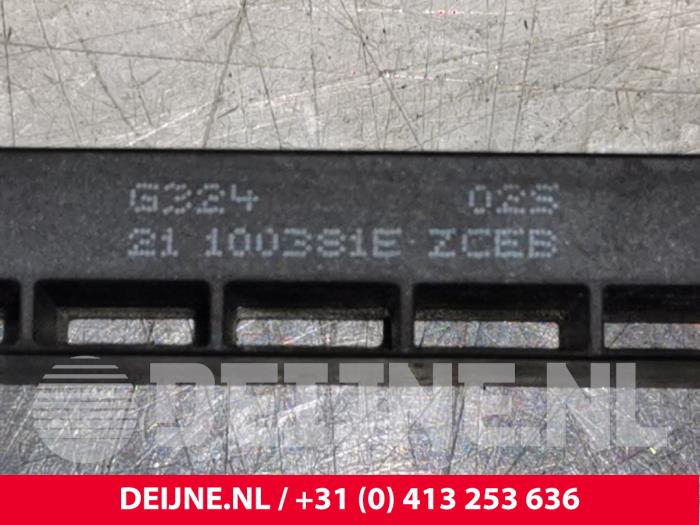 G324 02S
21 100381E ZCEB
DEIJNE.NL
DEIJNE.NL / +31 (0) 413 253 636